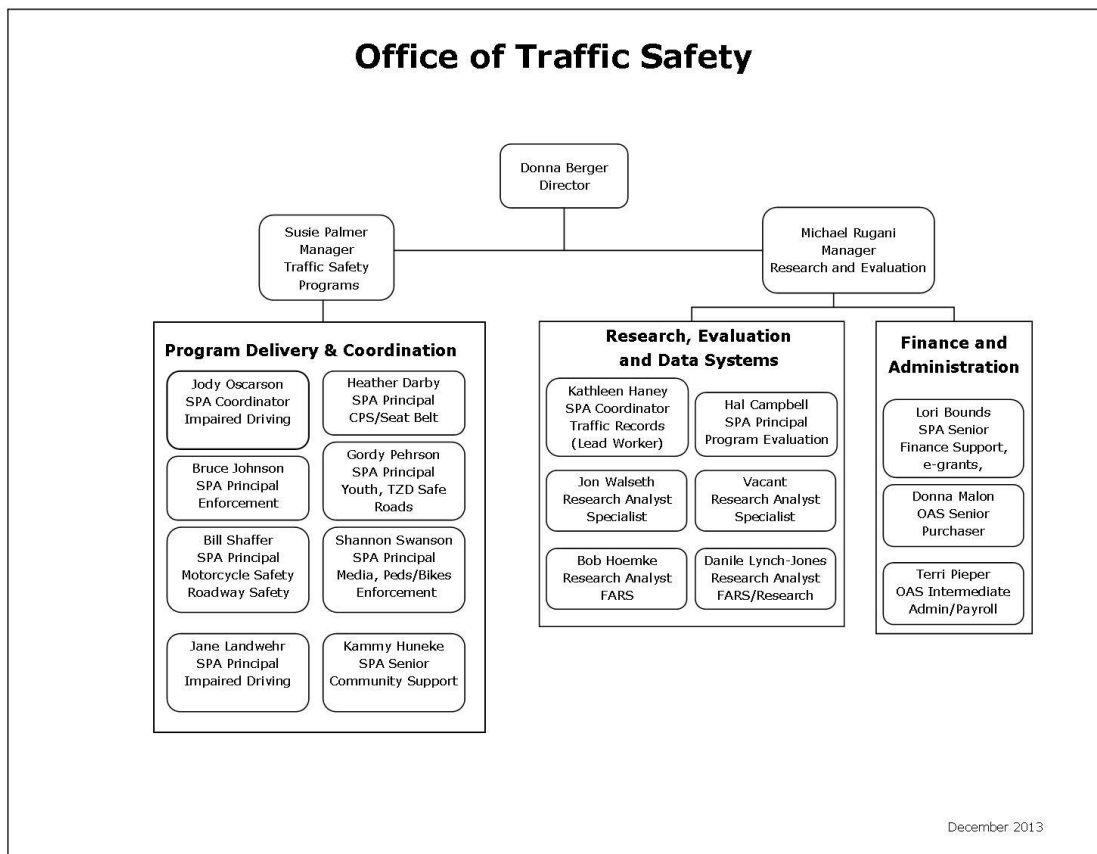 Office of Traffic Safety
Donna Berger
Director
Susie Palmer
Manager
Traffic Safety
Programs
Michael Rugani
Manager
Research and Evaluation
Program Delivery & Coordination
Jody Oscarson
SPA Coordinator
Impaired Driving
Heather Darby
SPA Principal
CPS/Seat Belt
Bruce Johnson
SPA Principal
Enforcement
Gordy Pehrson
SPA Principal
Youth, TZD Safe
Roads
Bill Shaffer
SPA Principal
Motorcycle Safety
Roadway Safety
Shannon Swanson
SPA Principal
Media, Peds/Bikes
Enforcement
Jane Landwehr
SPA Principal
Impaired Driving
Kammy Huneke
SPA Senior
Community Support
Research, Evaluation
and Data Systems
Kathleen Haney
SPA Coordinator
Traffic Records
(Lead Worker)
Hal Campbell
SPA Principal
Program Evaluation
Jon Walseth
Research Analyst
Specialist
Vacant
Research Analyst
Specialist
Bob Hoemke
Research Analyst
FARS
Danile Lynch-Jones
Research Analyst
FARS/Research
Finance and
Administration
Lori Bounds
SPA Senior
Finance Support,
e-grants,
Donna Malon
OAS Senior
Purchaser
Terri Pieper
OAS Intermediate
Admin/Payroll
December 2013